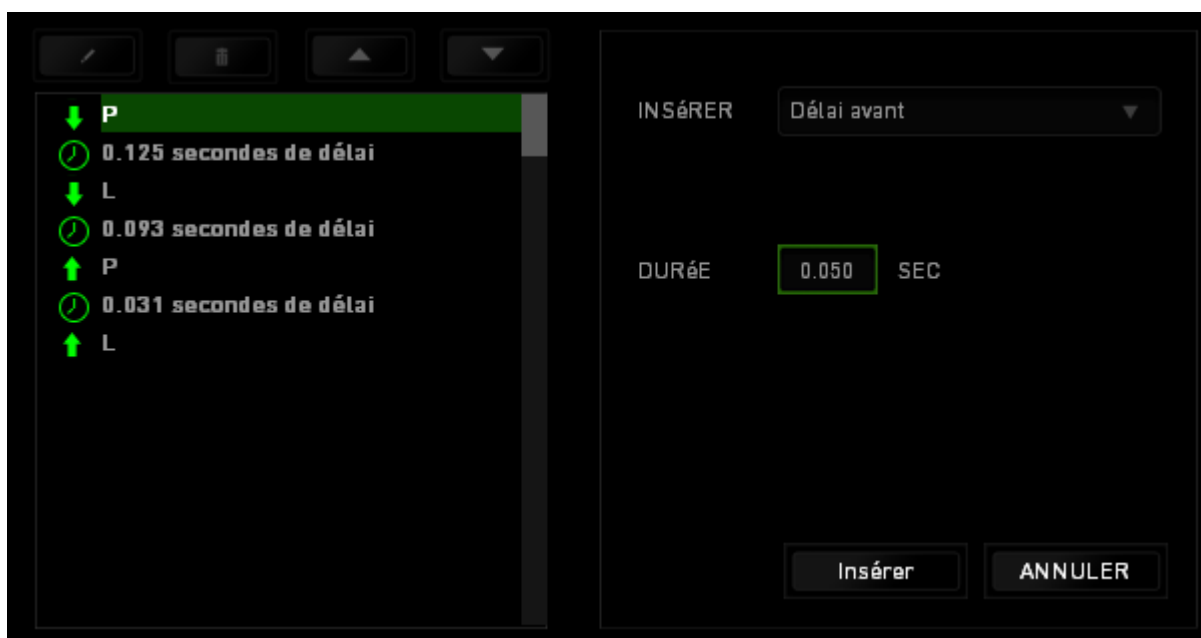 P
0.125 secondes de délai
L
0.093 secondes de délai
P
0.031 secondes de délai
L
INSéRER Délai avant
DURéE 0.050 SEC
Insérer ANNULER